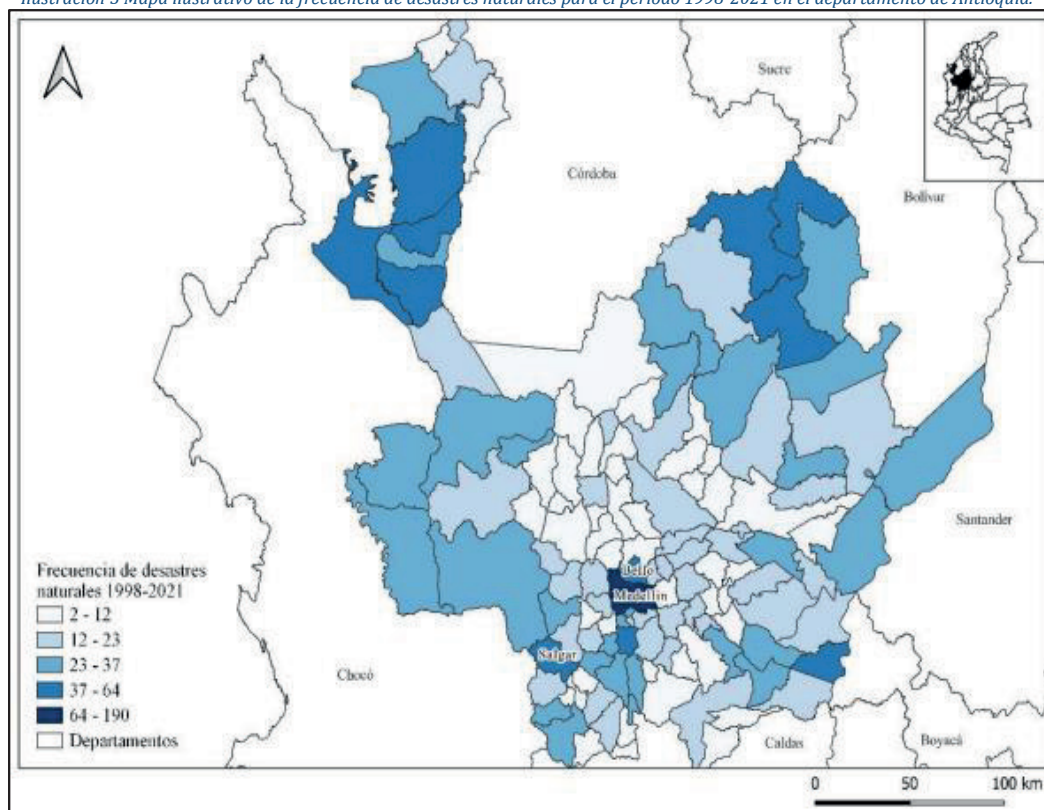 Ilustración 3 Mapa ilustrativo de la frecuencia de desastres naturales para el periodo 1998-2021 en el departamento de Antioquia.
Sucre
Córdoba
Bolívar
Santander
Bello
Medellín
Salgar
Chocó
Caldas
Boyacá
Frecuencia de desastres
naturales 1998-2021
2 - 12
12 - 23
23 - 37
37 - 64
64 - 190
Departamentos
0 50 100 km